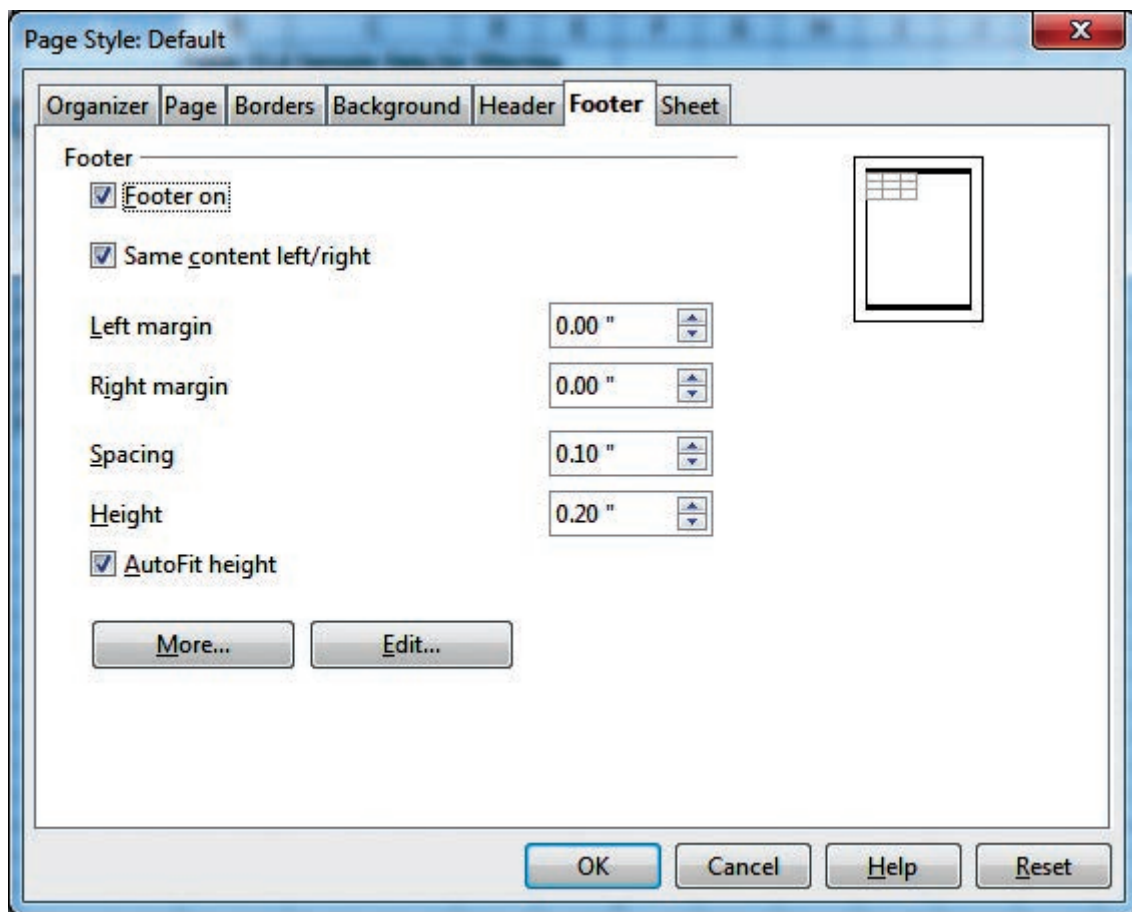 Page Style: Default
Organizer Page Borders Background Header Footer Sheet
Footer
Footer on
Same content left/right
Left margin 0.00 "
Right margin 0.00 "
Spacing 0.10 "
Height 0.20 "
AutoFit height
More... Edit...
OK Cancel Help Reset